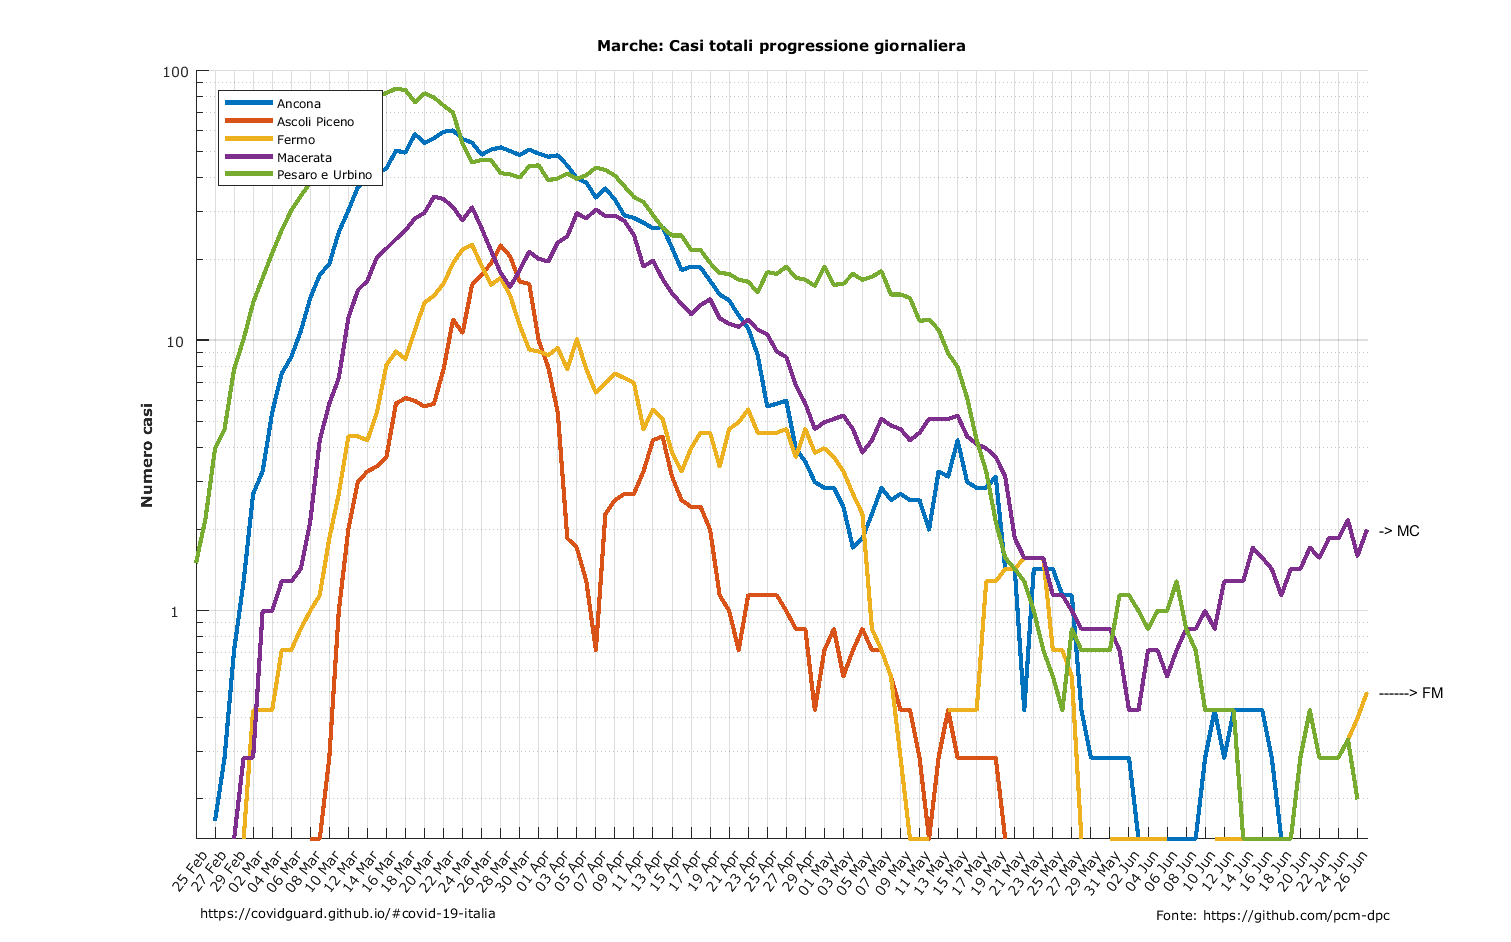 Marche: Casi totali progressione giornaliera
100
10
1
Numero casi
Ancona
Ascoli Piceno
Fermo
Macerata
Pesaro e Urbino
-> MC
------> FM
25 Feb
27 Feb
29 Feb
02 Mar
04 Mar
06 Mar
08 Mar
10 Mar
12 Mar
14 Mar
16 Mar
18 Mar
20 Mar
22 Mar
24 Mar
26 Mar
28 Mar
30 Mar
01 Apr
03 Apr
05 Apr
07 Apr
09 Apr
11 Apr
13 Apr
15 Apr
17 Apr
19 Apr
21 Apr
23 Apr
25 Apr
27 Apr
29 Apr
01 May
03 May
05 May
07 May
09 May
11 May
13 May
15 May
17 May
19 May
21 May
23 May
25 May
27 May
29 May
31 May
02 Jun
04 Jun
06 Jun
08 Jun
10 Jun
12 Jun
14 Jun
16 Jun
18 Jun
20 Jun
22 Jun
24 Jun
26 Jun
https://covidguard.github.io/#covid-19-italia
Fonte: https://github.com/pcm-dpc